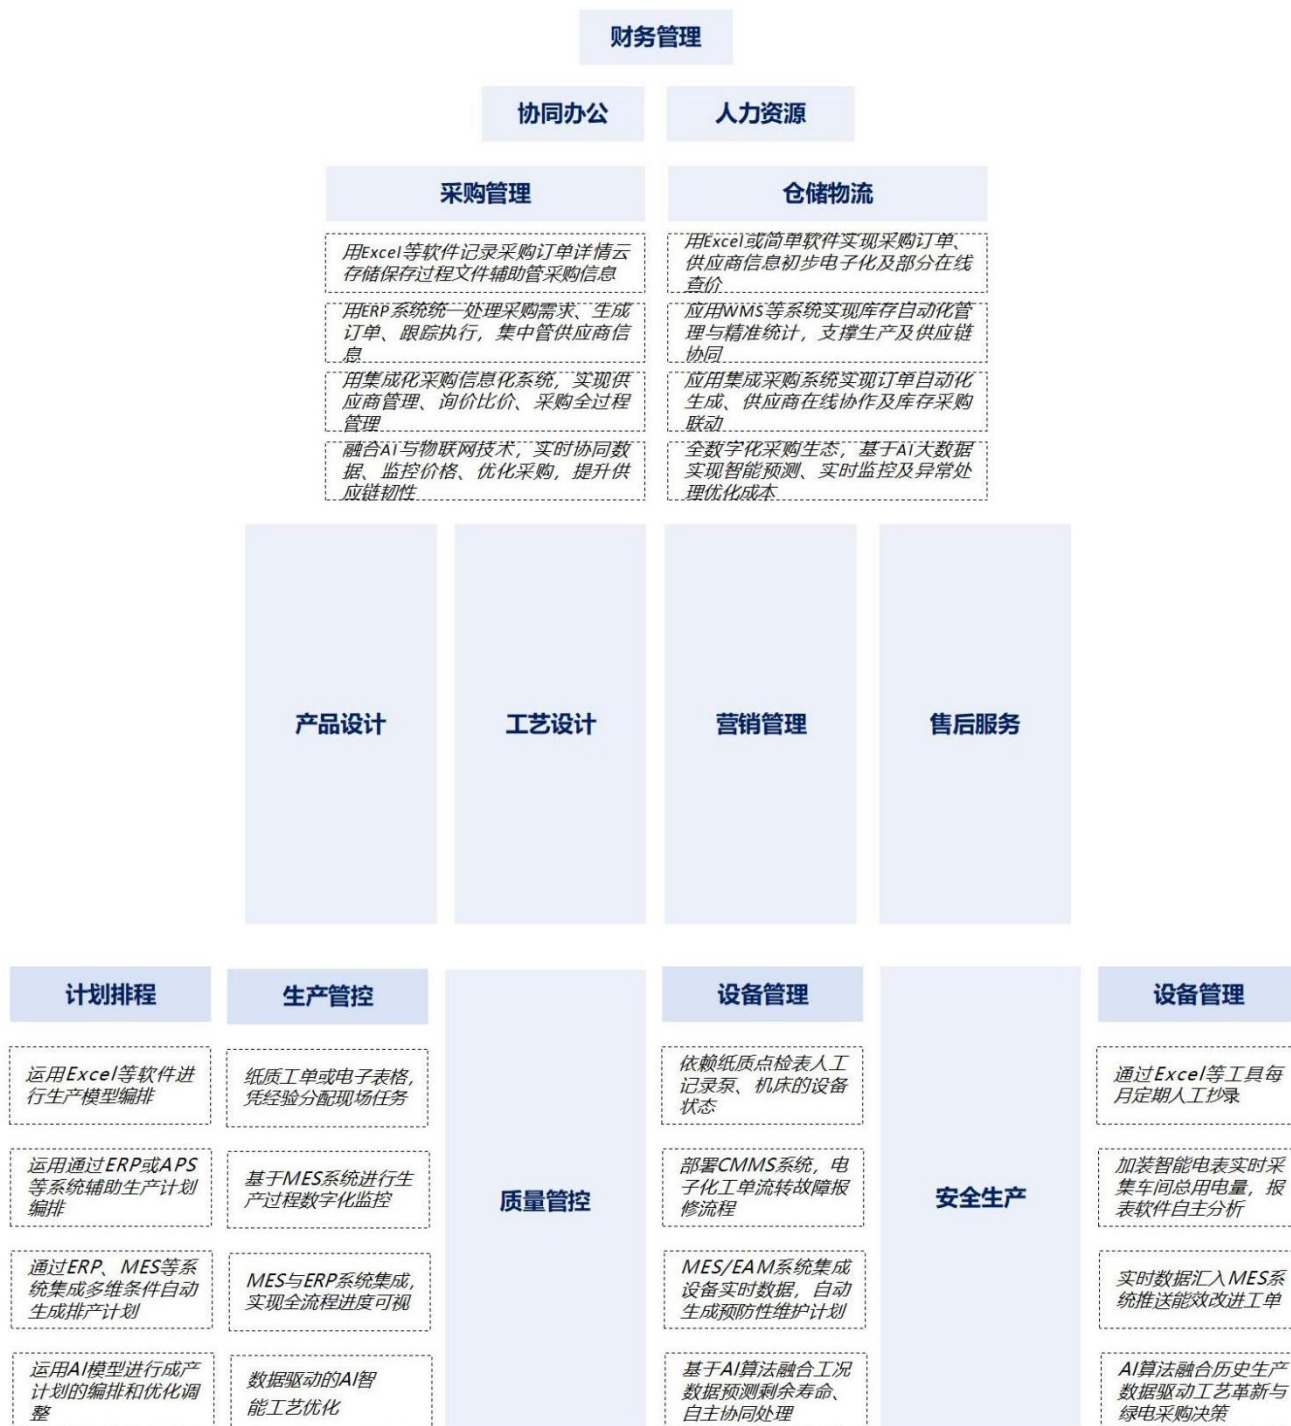 财务管理
协同办公
人力资源
采购管理
仓储物流
用Excel等软件记录采购订单详情云
存储保存过程文件辅助管采购信息
用Excel或简单软件实现采购订单、
供应商信息初步电子化及部分在线
查价
用ERP系统统一处理采购需求、生成
订单、跟踪执行，集中管供应商信
息
应用WMS等系统实现库存自动化管
理与精准统计，支撑生产及供应链
协同
用集成化采购信息化系统，实现供
应商管理、询价比价、采购全过程
管理
应用集成采购系统实现订单自动化
生成、供应商在线协作及库存采购
联动
融合AI与物联网技术，实时协同数
据、监控价格、优化采购，提升供
应链韧性
全数字化采购生态，基于AI大数据
实现智能预测、实时监控及异常处
理优化成本
产品设计
工艺设计
营销管理
售后服务
计划排程
运用Excel等软件进
行生产模型编排
运用通过ERP或APS
等系统辅助生产计划
编排
通过ERP、MES等系
统集成多维条件自动
生成排产计划
运用AI模型进行成产
计划的编排和优化调
整
生产管控
纸质工单或电子表格，
凭经验分配现场任务
基于MES系统进行生
产过程数字化监控
MES与ERP系统集成，
实现全流程进度可视
数据驱动的AI智
能工艺优化
质量管控
设备管理
依赖纸质点检表人工
记录泵、机床的设备
状态
部署CMMS系统，电
子化工单流转故障报
修流程
MES/EAM系统集成
设备实时数据，自动
生成预防性维护计划
基于AI算法融合工况
数据预测剩余寿命、
自主协同处理
安全生产
设备管理
通过Excel等工具每
月定期人工抄录
加装智能电表实时采
集车间总用电量，报
表软件自主分析
实时数据汇入MES系
统推送能效改进工单
AI算法融合历史生产
数据驱动工艺革新与
绿电采购决策